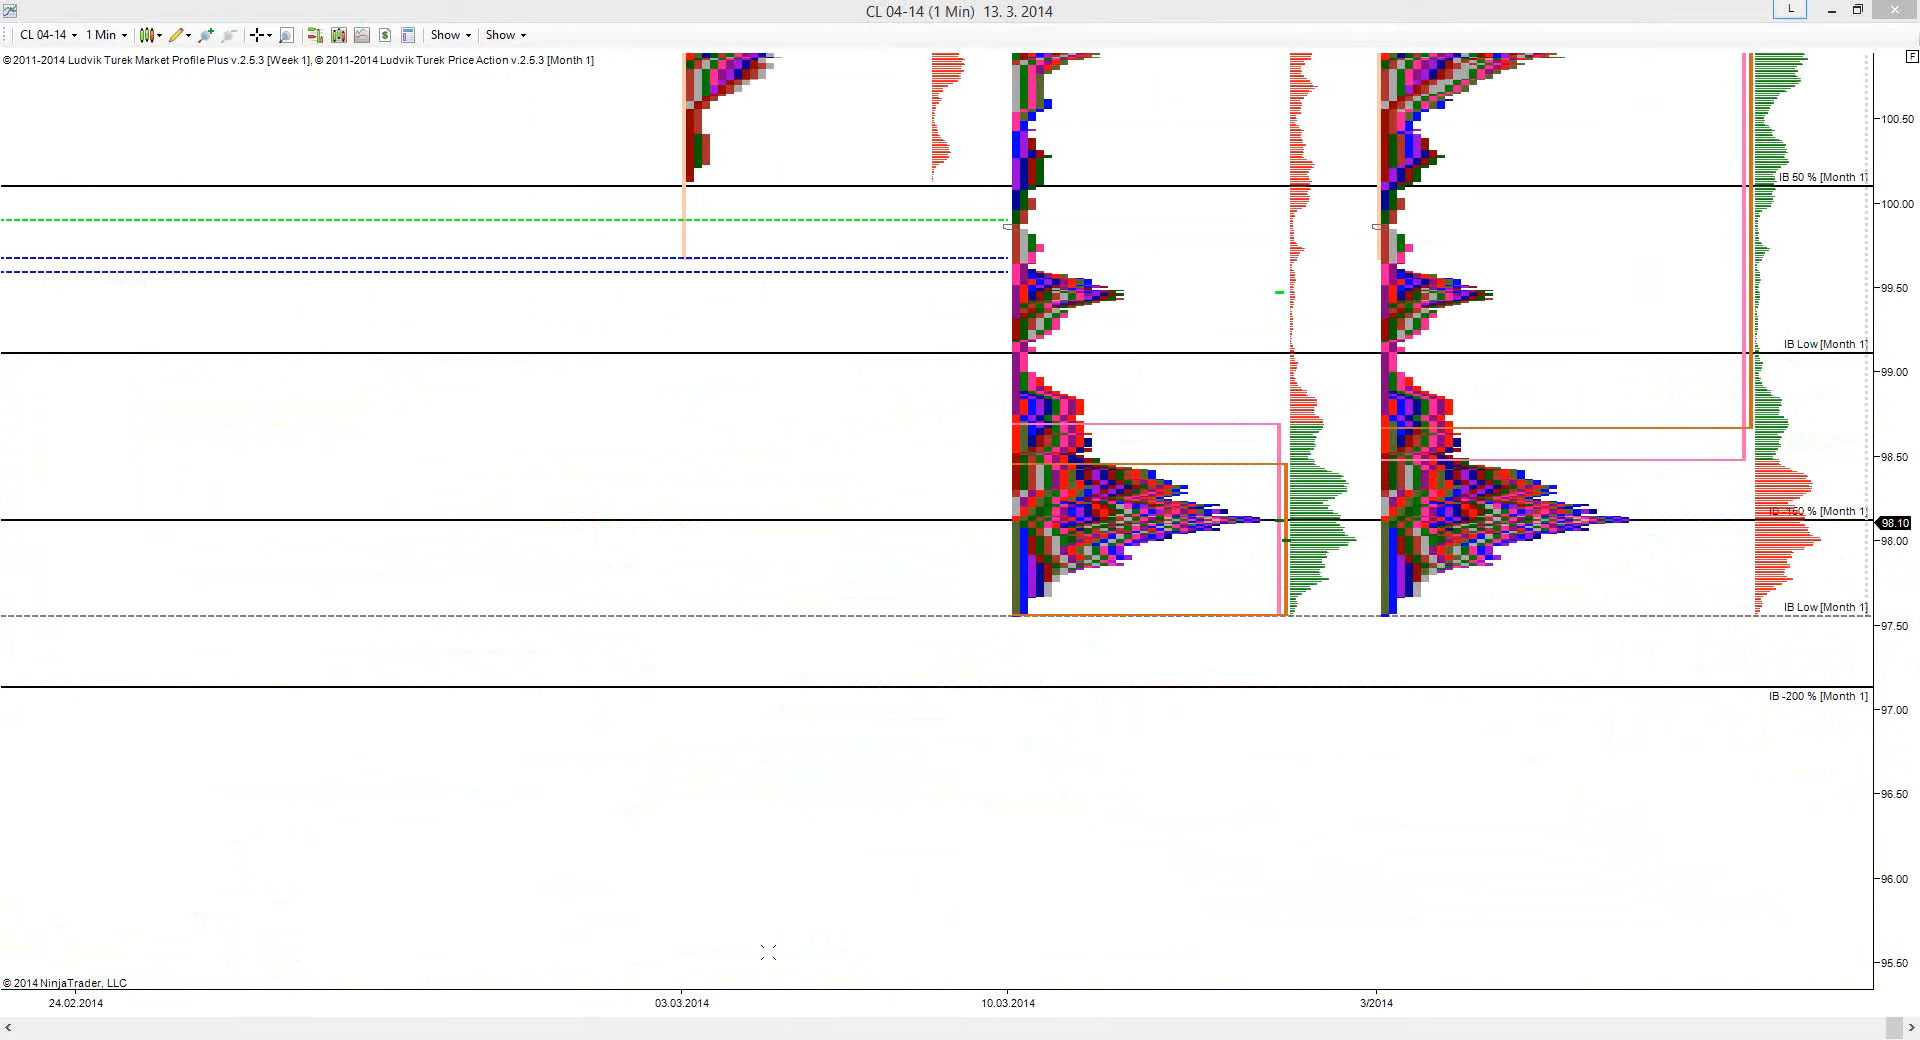 CL 04-14 (1 Min) 13. 3. 2014
L
CL 04-14 1 Min Show Show
© 2011-2014 Ludvik Turek Market Profile Plus v.2.5.3 [Week 1], © 2011-2014 Ludvik Turek Price Action v.2.5.3 [Month 1]
F
100.50
IB 50 % [Month 1]
100.00
99.50
IB Low [Month 1]
99.00
98.50
IB -150 % [Month 1]
98.10
98.00
IB Low [Month 1]
97.50
IB -200 % [Month 1]
97.00
96.50
96.00
95.50
© 2014 NinjaTrader, LLC
24.02.2014 03.03.2014 10.03.2014 3/2014